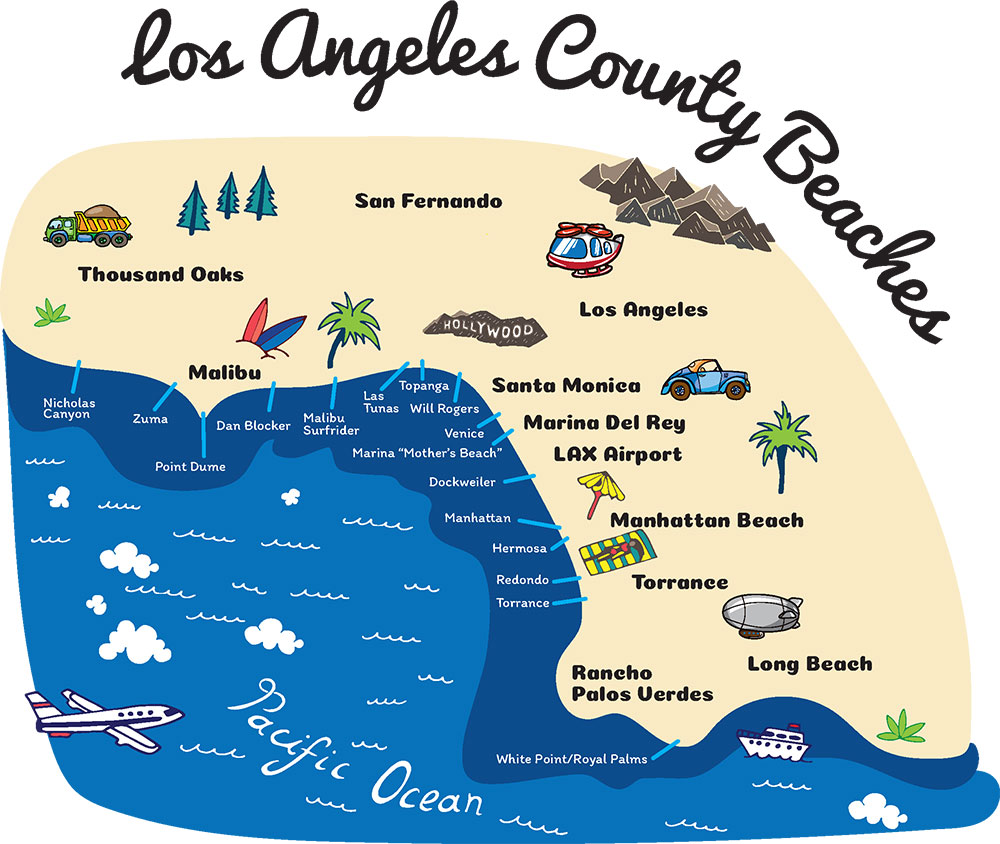 Los Angeles County Beaches
San Fernando
Thousand Oaks
Los Angeles
HOLLYWOOD
Malibu
Santa Monica
Marina Del Rey
LAX Airport
Manhattan Beach
Torrance
Long Beach
Rancho
Palos Verdes
Nicholas
Canyon
Zuma
Point Dume
Dan Blocker
Malibu
Surfrider
Las
Tunas
Topanga
Will Rogers
Venice
Marina “Mother’s Beach”
Dockweiler
Manhattan
Hermosa
Redondo
Torrance
White Point/Royal Palms
Pacific Ocean